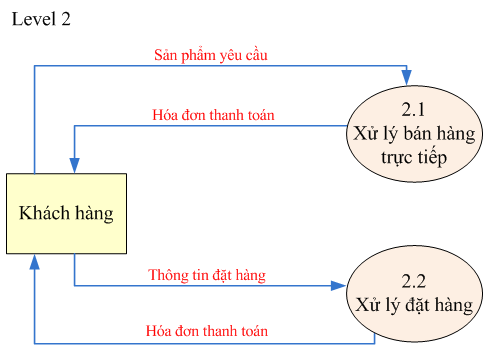 Level 2
Sản phẩm yêu cầu
Hóa đơn thanh toán
2.1
Xử lý bán hàng
trực tiếp
Khách hàng
Thông tin đặt hàng
2.2
Xử lý đặt hàng
Hóa đơn thanh toán